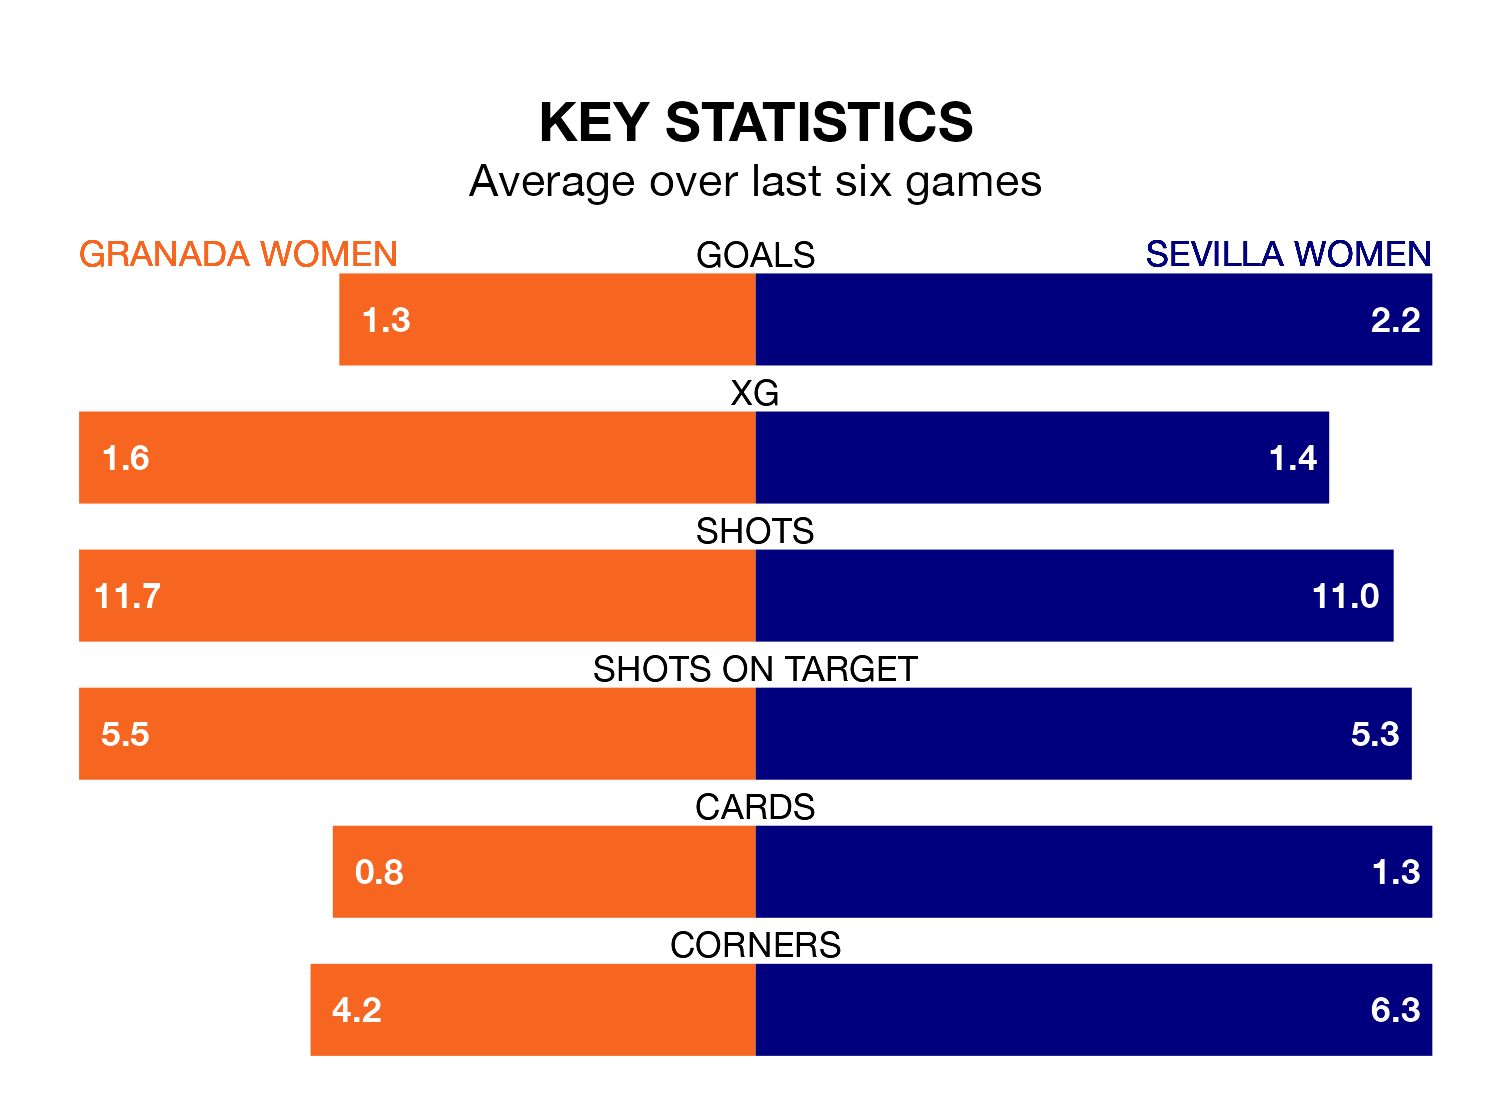 KEY STATISTICS
Average over last six games
GRANADA WOMEN GOALS SEVILLA WOMEN
1.3 2.2
XG
1.6 1.4
SHOTS
11.7 11.0
SHOTS ON TARGET
5.5 5.3
CARDS
0.8 1.3
CORNERS
4.2 6.3